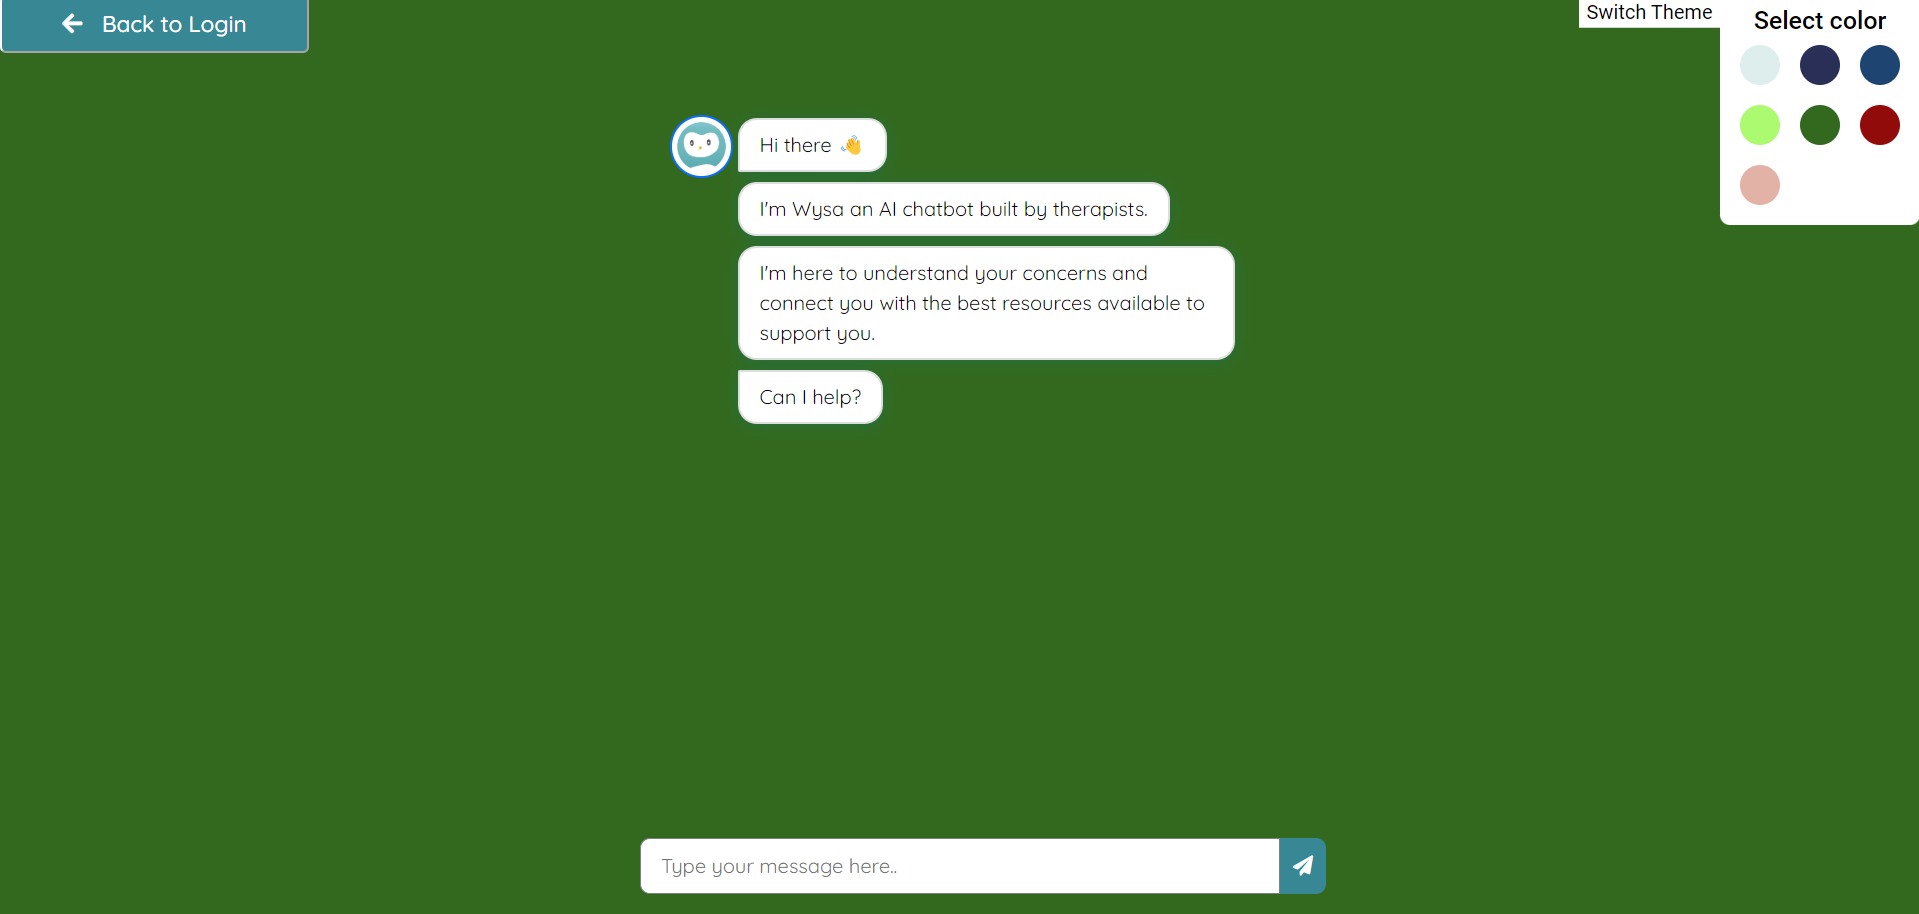 Back to Login
Switch Theme
Select color
Hi there 👋
I'm Wysa an AI chatbot built by therapists.
I'm here to understand your concerns and
connect you with the best resources available to
support you.
Can I help?
Type your message here..